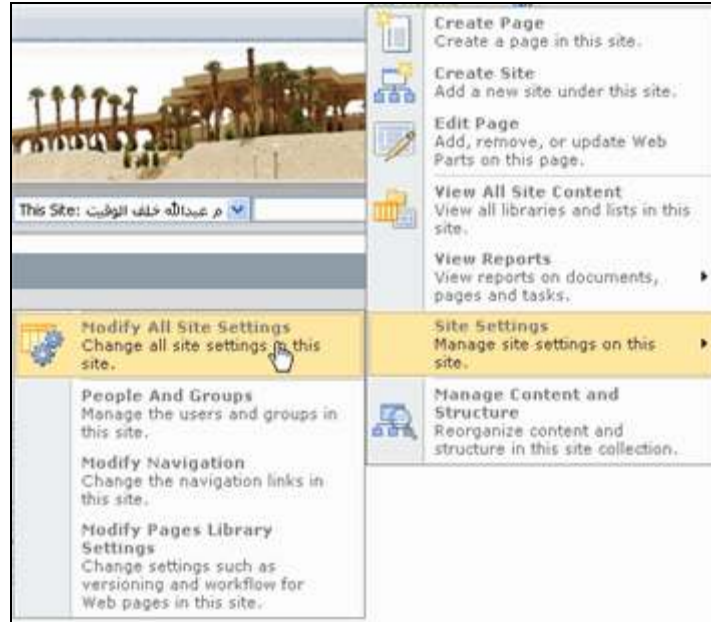 Create Page
Create a page in this site.
Create Site
Add a new site under this site.
Edit Page
Add, remove, or update Web
Parts on this page.
View All Site Content
View all libraries and lists in this
site.
View Reports
View reports on documents,
pages and tasks.
Site Settings
Manage site settings on this
site.
Manage Content and
Structure
Reorganize content and
structure in this site collection.
This Site: م عبدالله خلف الوقيت
Modify All Site Settings
Change all site settings in this
site.
People And Groups
Manage the users and groups in
this site.
Modify Navigation
Change the navigation links in
this site.
Modify Pages Library
Settings
Change settings such as
versioning and workflow for
Web pages in this site.